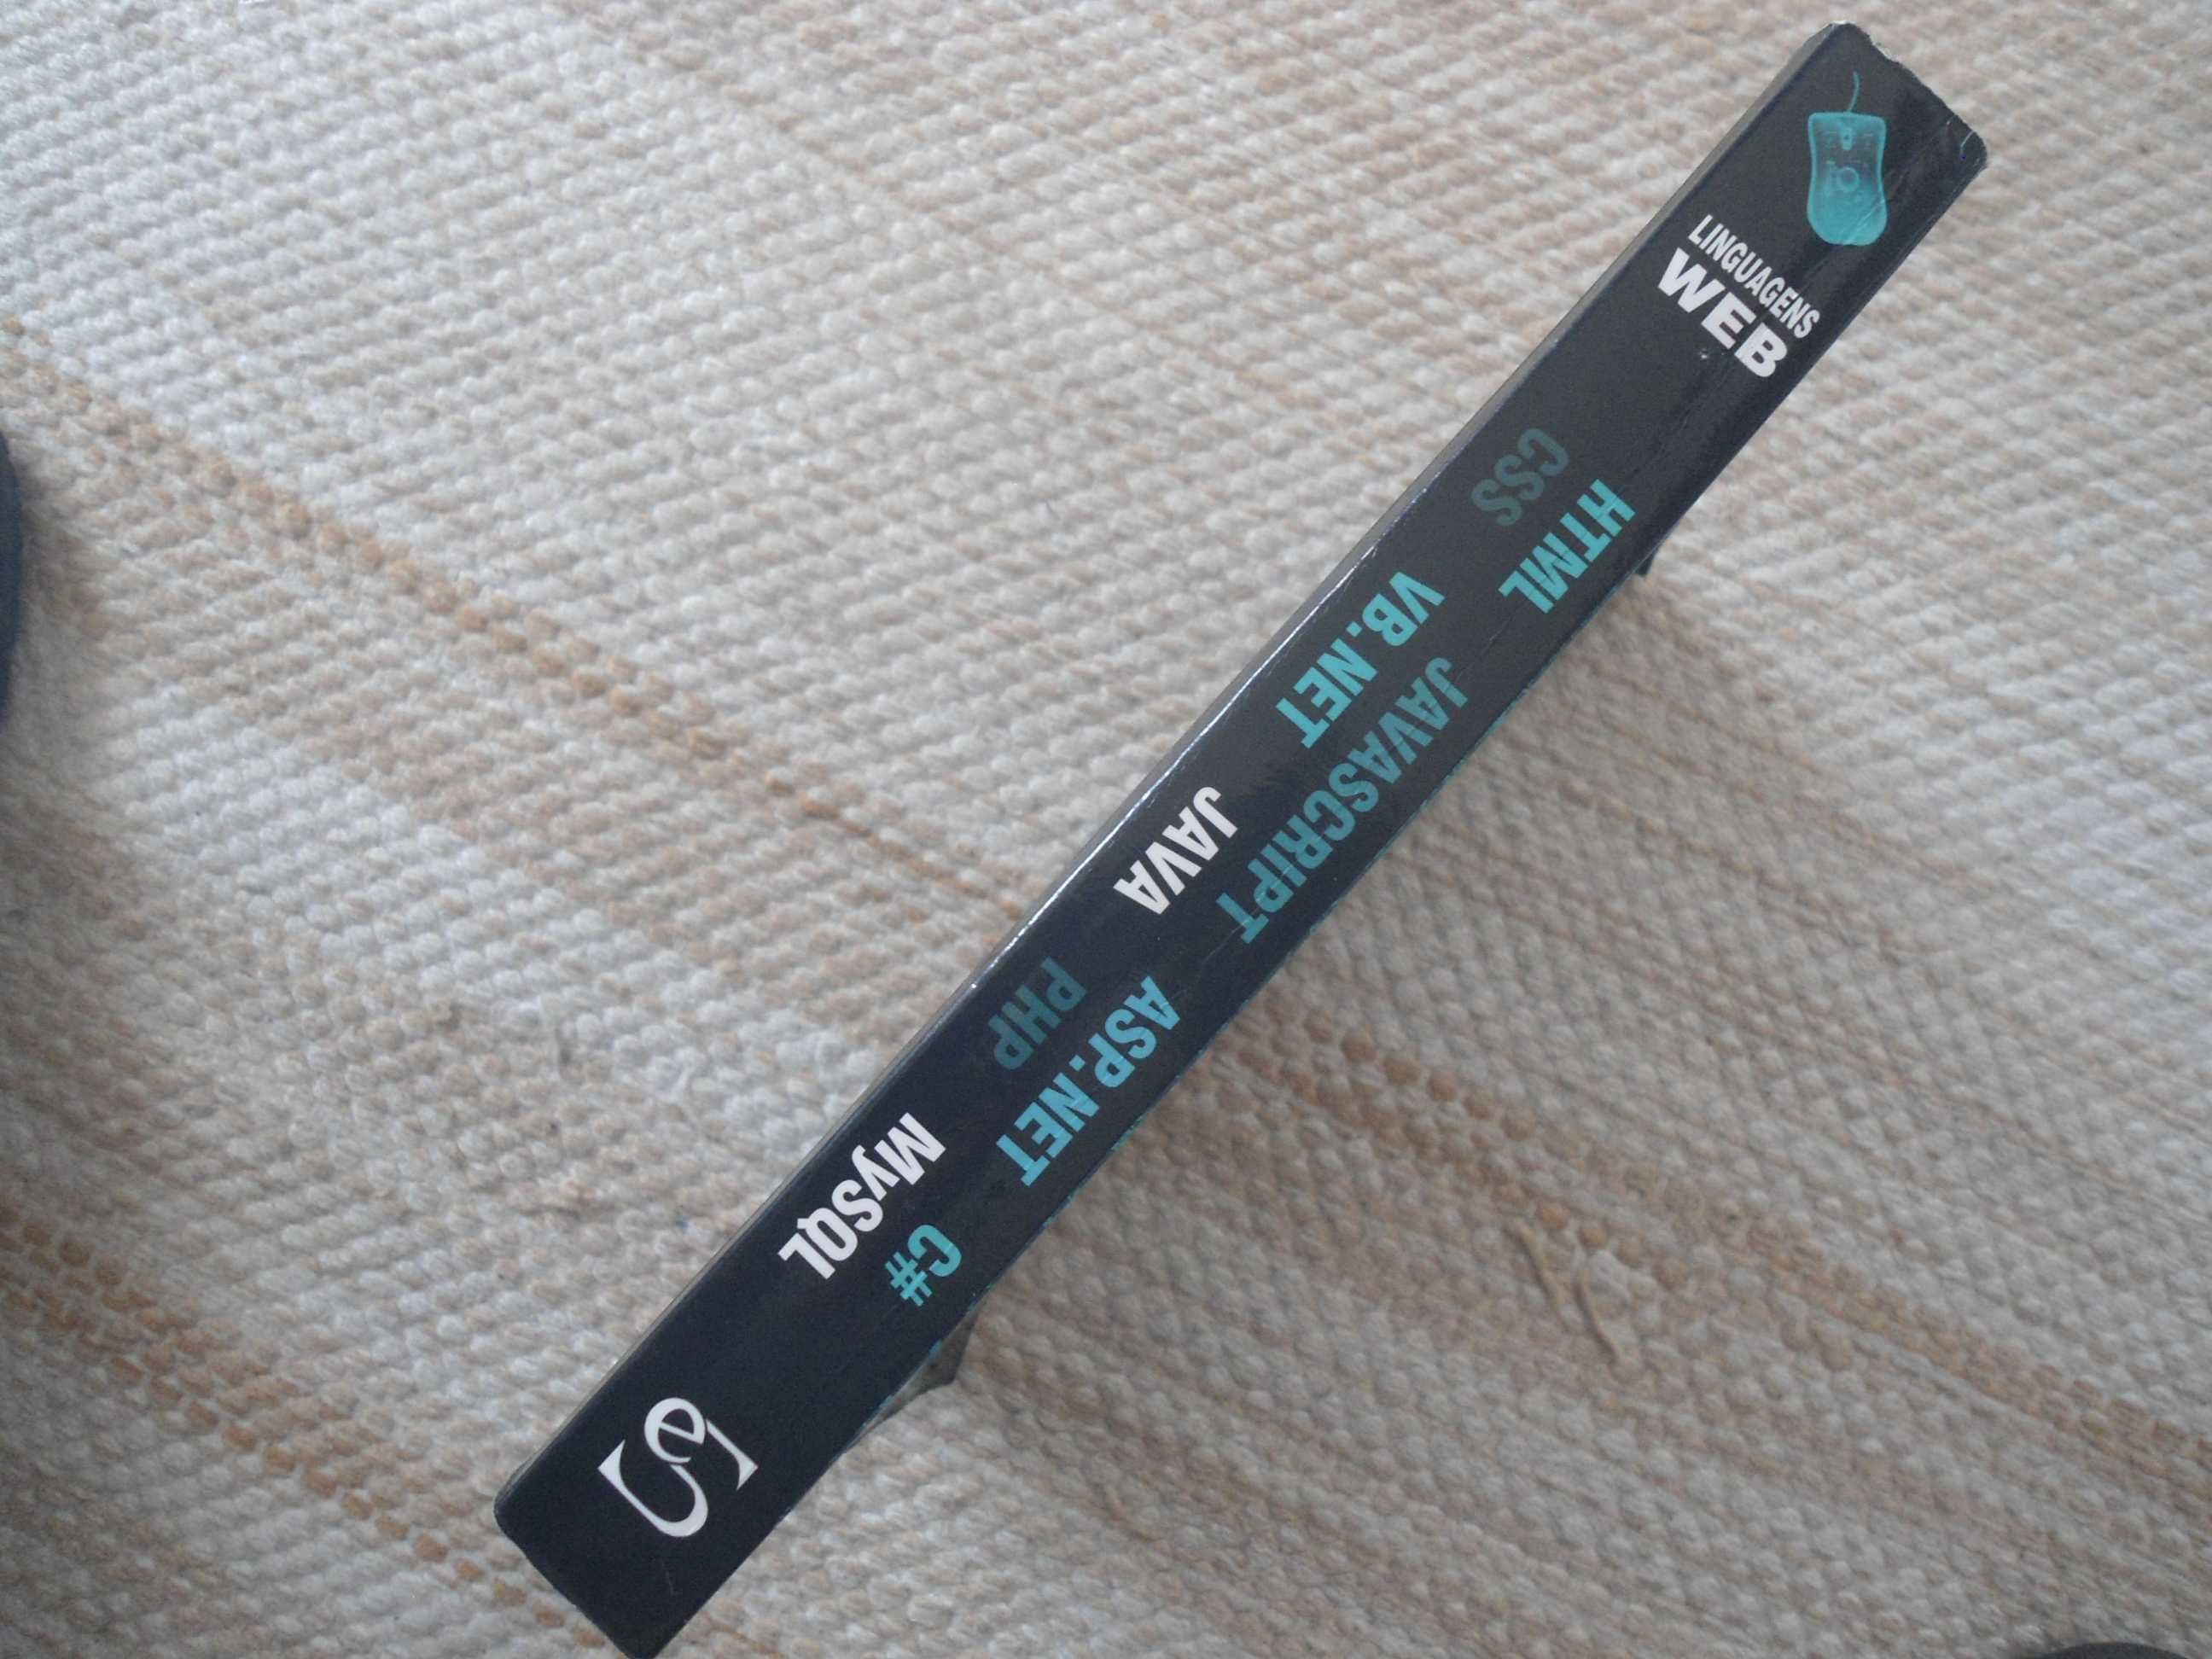 LINGUAGENS
WEB
HTML
CSS
VB.NET
JAVASCRIPT
JAVA
ASP.NET
PHP
MySQL
C#